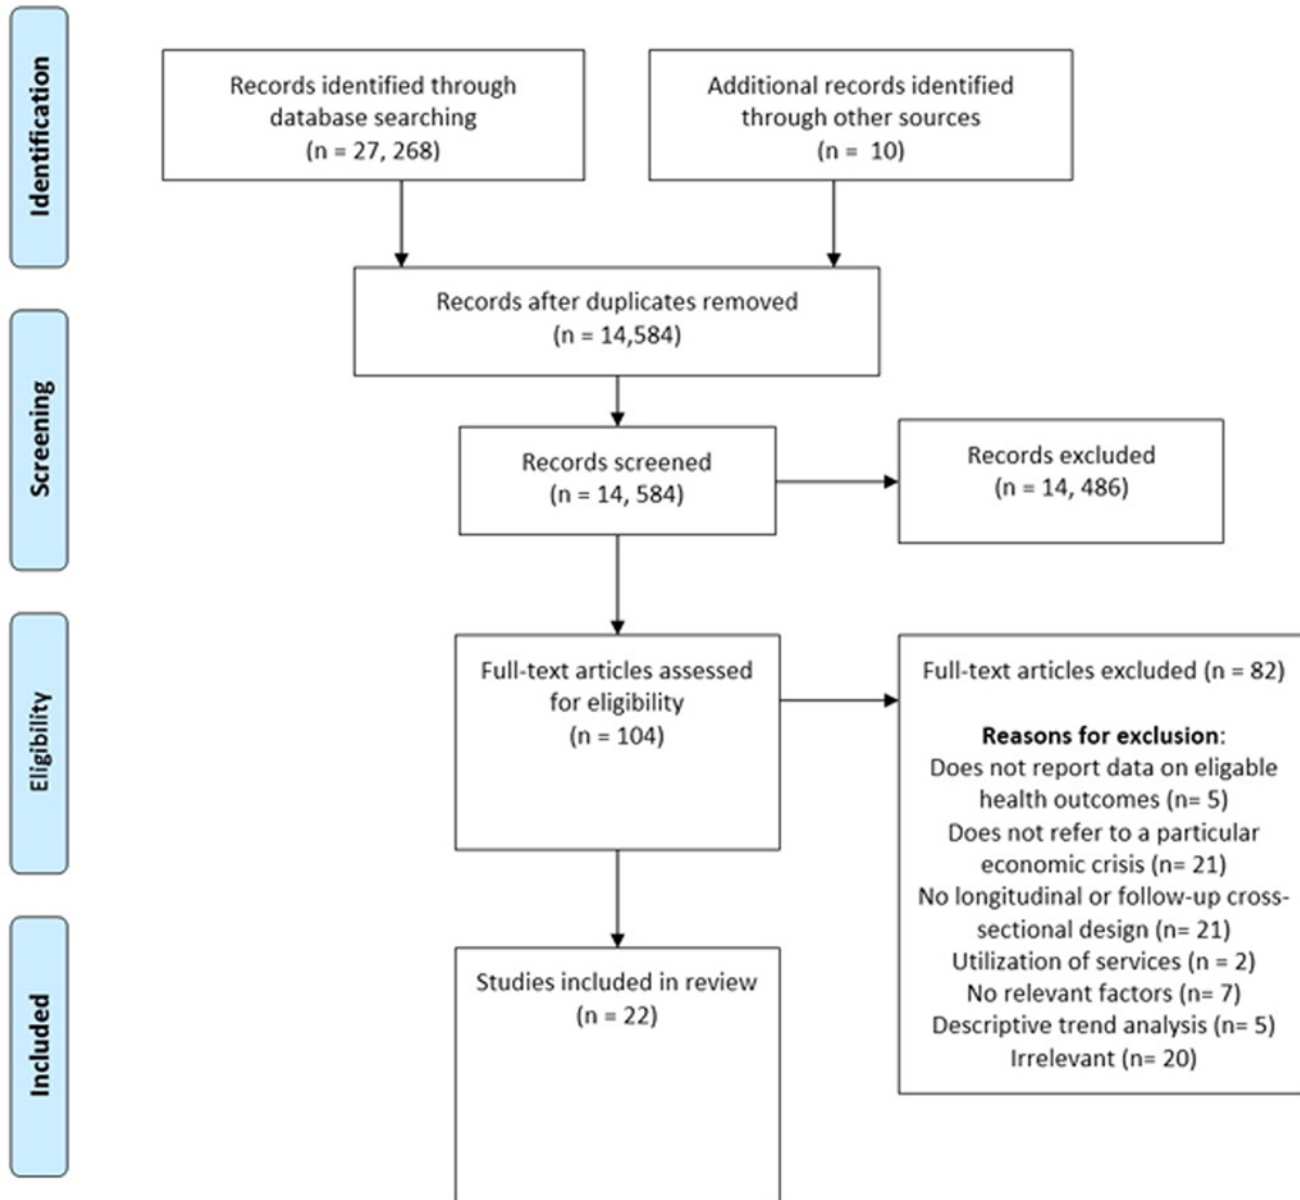 Identification
Records identified through
database searching
(n = 27, 268)
Additional records identified
through other sources
(n =  10)
Records after duplicates removed
(n = 14,584)
Screening
Records screened
(n = 14, 584)
Records excluded
(n = 14, 486)
Eligibility
Full-text articles assessed
for eligibility
(n = 104)
Full-text articles excluded (n = 82)
Reasons for exclusion:
Does not report data on eligable
health outcomes (n= 5)
Does not refer to a particular
economic crisis (n= 21)
No longitudinal or follow-up cross-
sectional design (n= 21)
Utilization of services (n = 2)
No relevant factors (n= 7)
Descriptive trend analysis (n= 5)
Irrelevant (n= 20)
Included
Studies included in review
(n = 22)